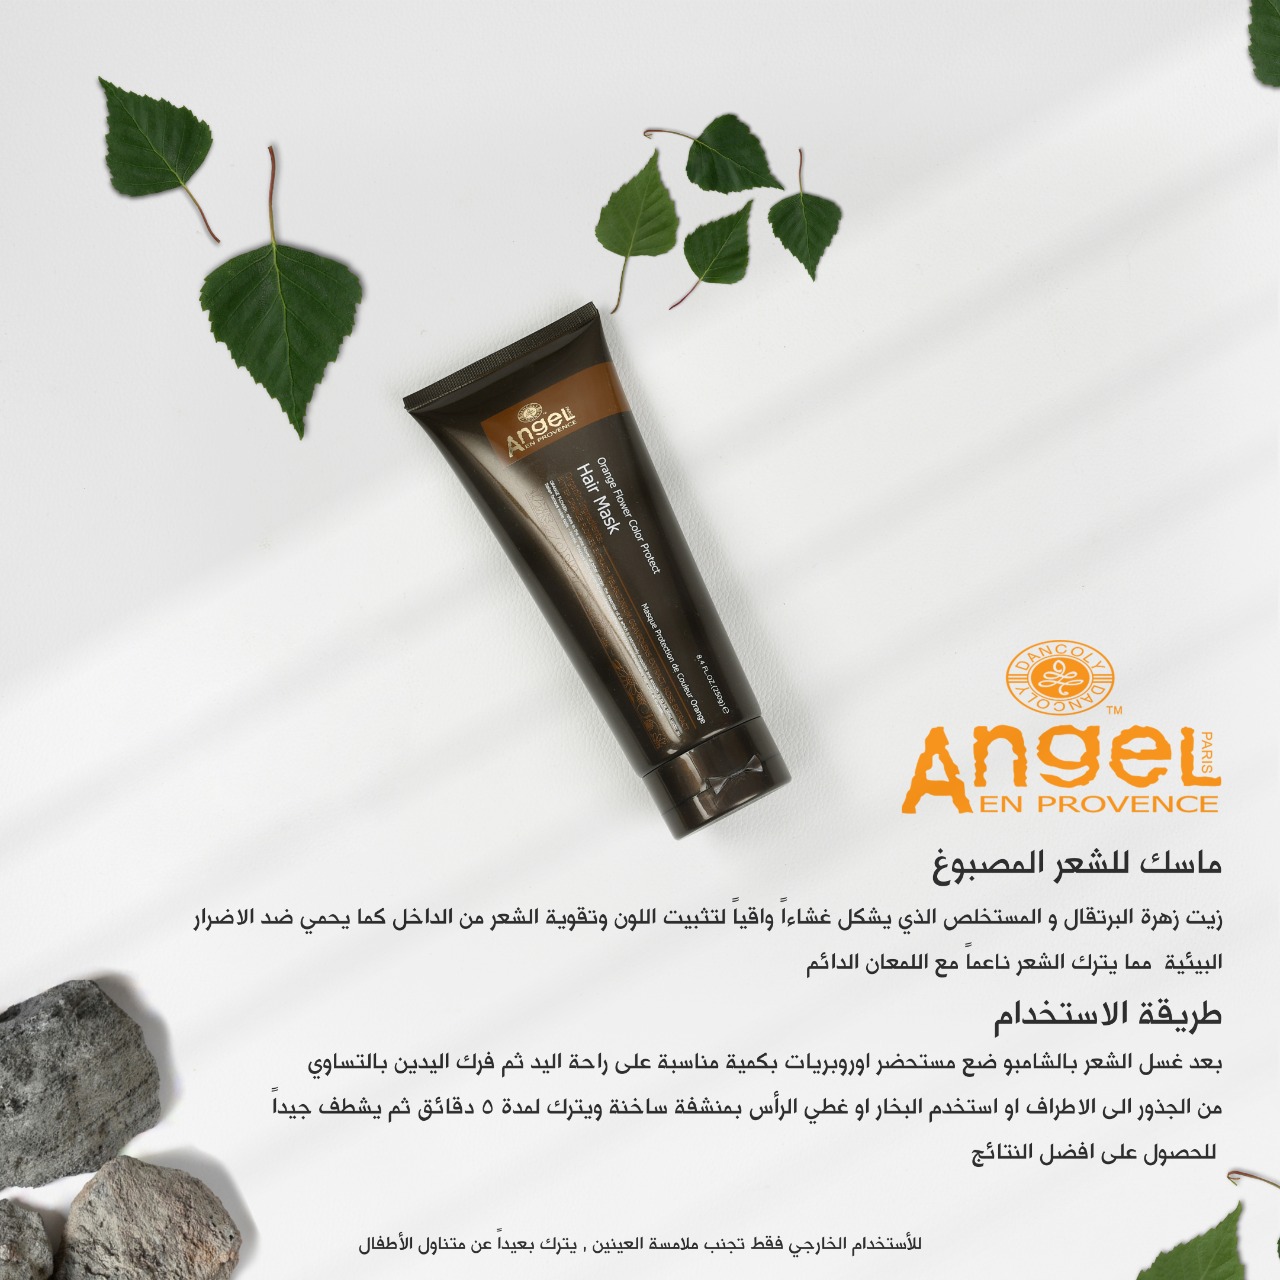 Angel
EN PROVENCE
Orange Flower Color Protect
Hair Mask
Masque Protection de Couleur Orange
8.4 FL.OZ.(250g) e
DANCOLY DANCOLY
TM
Angel PARIS
EN PROVENCE
ماسك للشعر المصبوغ
زيت زهرة البرتقال و المستخلص الذي يشكل غشاءاً واقياً لتثبيت اللون وتقوية الشعر من الداخل كما يحمي ضد الاضرار
البيئية مما يترك الشعر ناعماً مع اللمعان الدائم
طريقة الاستخدام
بعد غسل الشعر بالشامبو ضع مستحضر اوروبريات بكمية مناسبة على راحة اليد ثم فرك اليدين بالتساوي
من الجذور الى الاطراف او استخدم البخار او غطي الرأس بمنشفة ساخنة ويترك لمدة ٥ دقائق ثم يشطف جيداً
للحصول على افضل النتائج
للأستخدام الخارجي فقط تجنب ملامسة العينين , يترك بعيداً عن متناول الأطفال